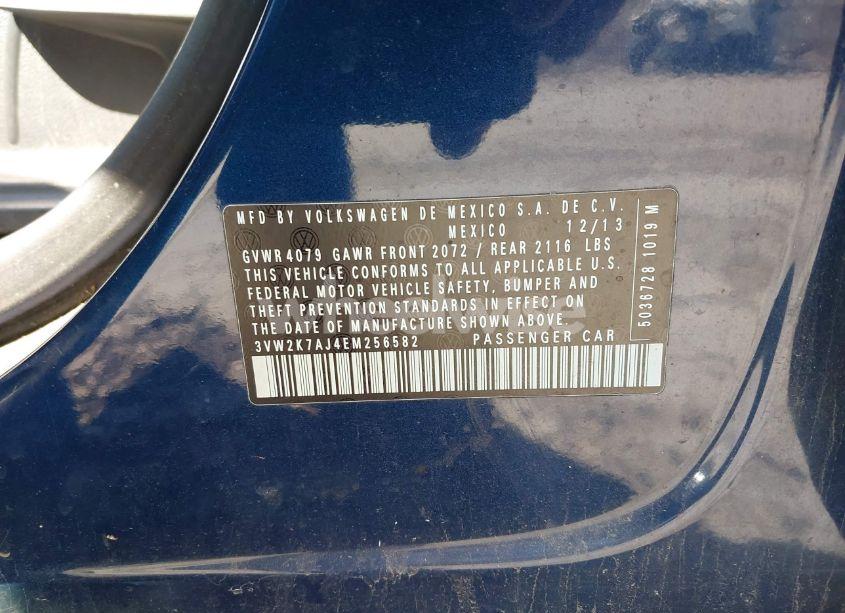 MFD BY VOLKSWAGEN DE MEXICO S.A. DE C.V.
MEXICO 12/13
GVWR 4079 GAWR FRONT 2072 / REAR 2116 LBS
THIS VEHICLE CONFORMS TO ALL APPLICABLE U.S.
FEDERAL MOTOR VEHICLE SAFETY, BUMPER AND
THEFT PREVENTION STANDARDS IN EFFECT ON
THE DATE OF MANUFACTURE SHOWN ABOVE.
3VW2K7AJ4EM256582 PASSENGER CAR
5036728 1019 M